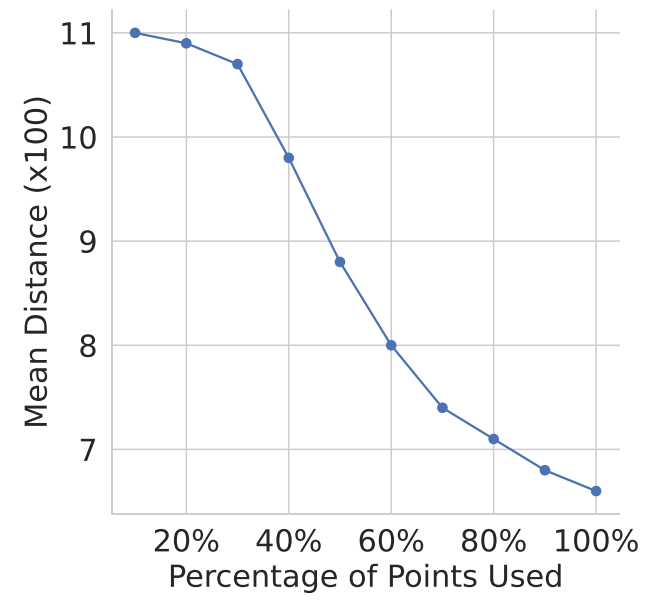 11
10
9
8
7
Mean Distance (x100)
20% 40% 60% 80% 100%
Percentage of Points Used